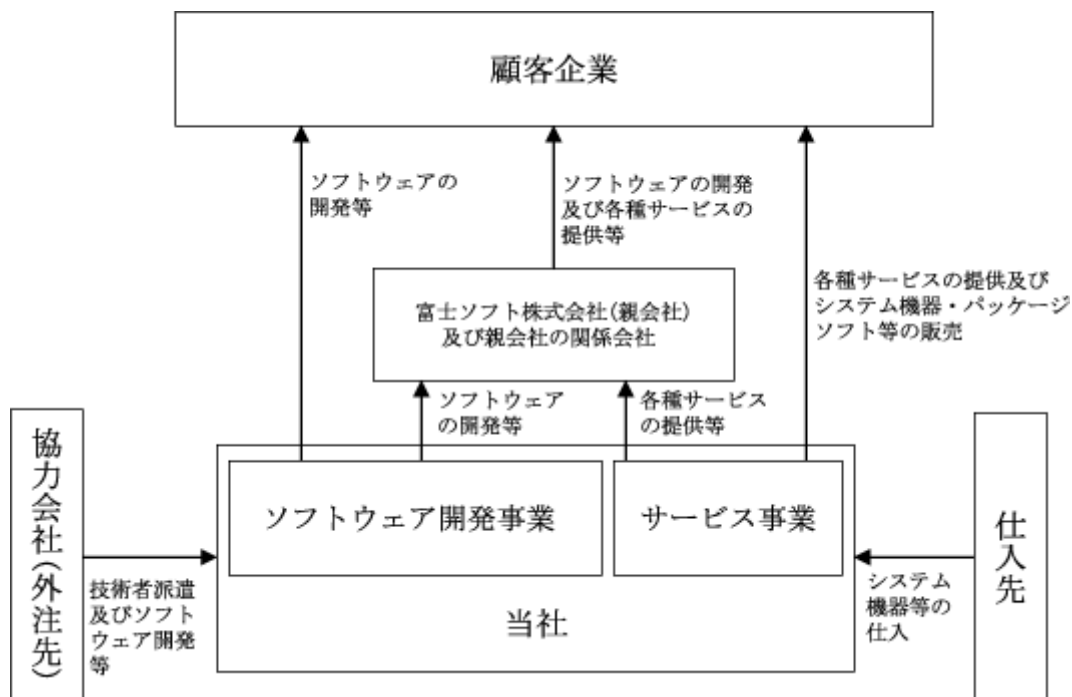 顧客企業
ソフトウェアの
開発等
ソフトウェアの開発
及び各種サービスの
提供等
各種サービスの提供及び
システム機器・パッケージ
ソフト等の販売
富士ソフト株式会社(親会社)
及び親会社の関係会社
ソフトウェア
の開発等
各種サービス
の提供等
協力会社(外注先)
ソフトウェア開発事業
サービス事業
仕入先
技術者派遣
及びソフト
ウェア開発
等
当社
システム
機器等の
仕入